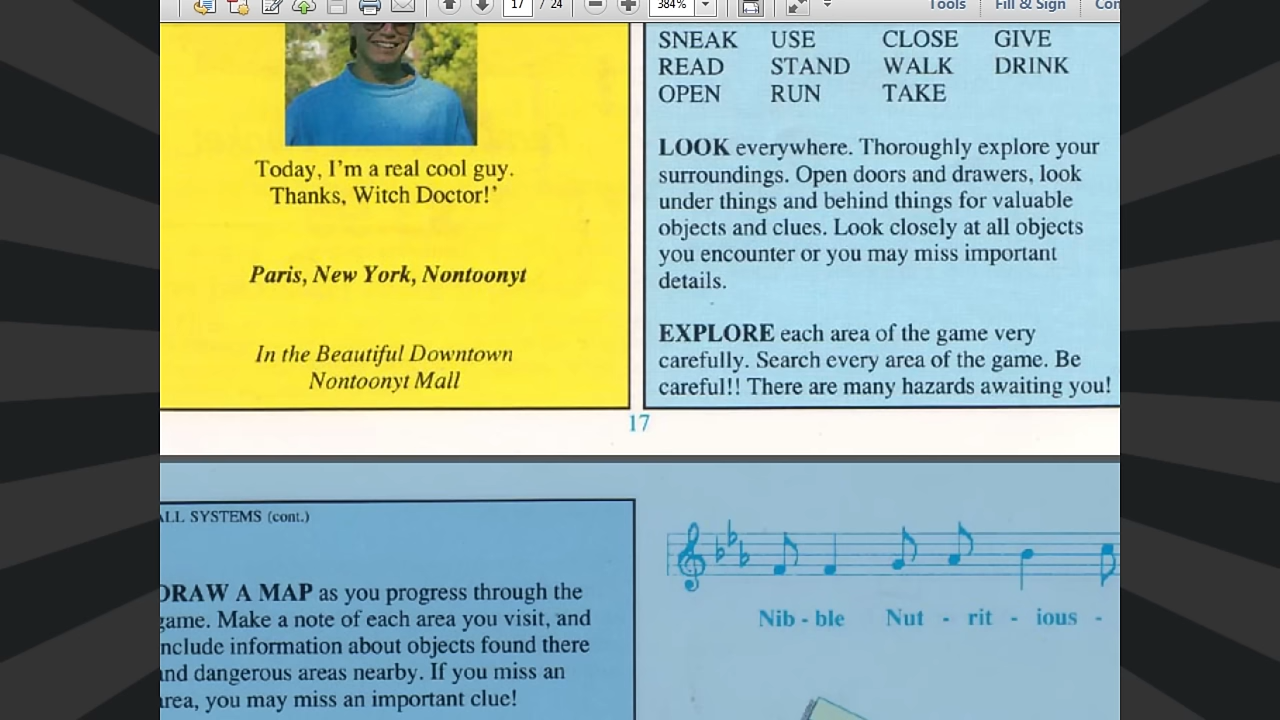 17 / 24
384%
Tools
Fill & Sign
Today, I'm a real cool guy.
Thanks, Witch Doctor!'
Paris, New York, Nontoonyt
In the Beautiful Downtown
Nontoonyt Mall
SNEAK USE CLOSE GIVE
READ STAND WALK DRINK
OPEN RUN TAKE
LOOK everywhere. Thoroughly explore your
surroundings. Open doors and drawers, look
under things and behind things for valuable
objects and clues. Look closely at all objects
you encounter or you may miss important
details.
EXPLORE each area of the game very
carefully. Search every area of the game. Be
careful!! There are many hazards awaiting you!
17
ALL SYSTEMS (cont.)
DRAW A MAP as you progress through the
game. Make a note of each area you visit, and
include information about objects found there
and dangerous areas nearby. If you miss an
area, you may miss an important clue!
Nib - ble Nut - rit - ious -